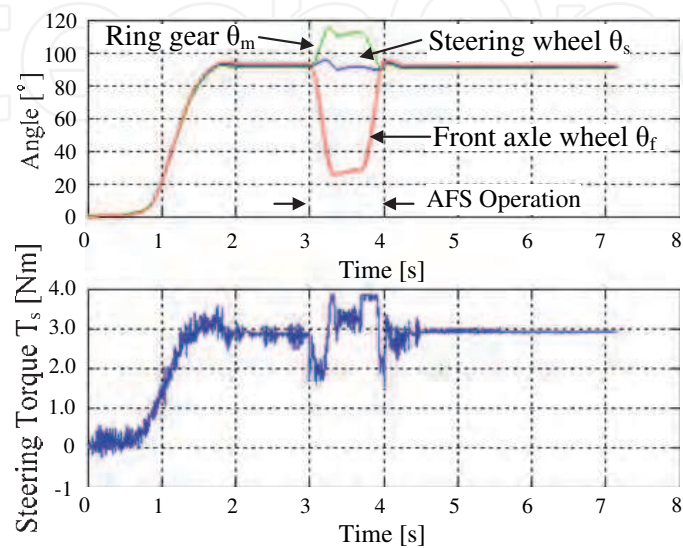 120
100
80
60
40
20
0
Angle [°]
Ring gear θm
Steering wheel θs
Front axle wheel θf
AFS Operation
0 1 2 3 4 5 6 7 8
Time [s]
4.0
3.0
2.0
1.0
0
-1
Steering Torque Ts [Nm]
0 1 2 3 4 5 6 7 8
Time [s]